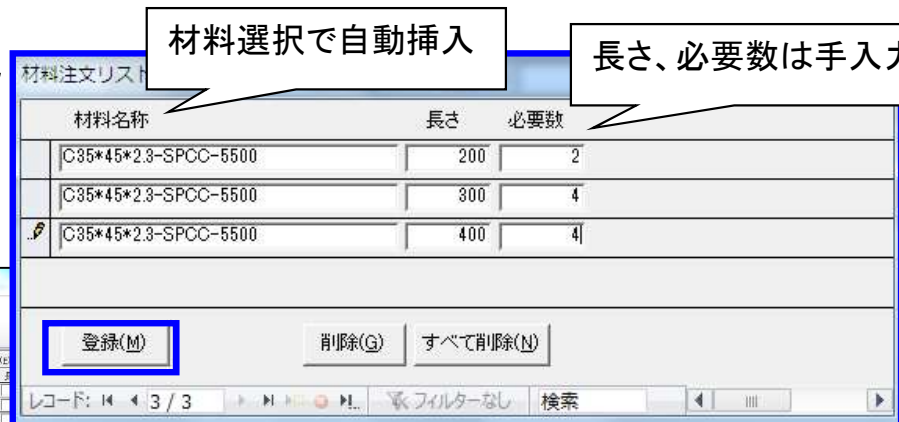 材料選択で自動挿入
長さ、必要数は手入力
材料注文リスト
材料名称 長さ 必要数
C35*45*2.3-SPCC-5500 200 2
C35*45*2.3-SPCC-5500 300 4
C35*45*2.3-SPCC-5500 400 4
登録(M) 削除(G) すべて削除(N)
レコード: 3 / 3 フィルターなし 検索